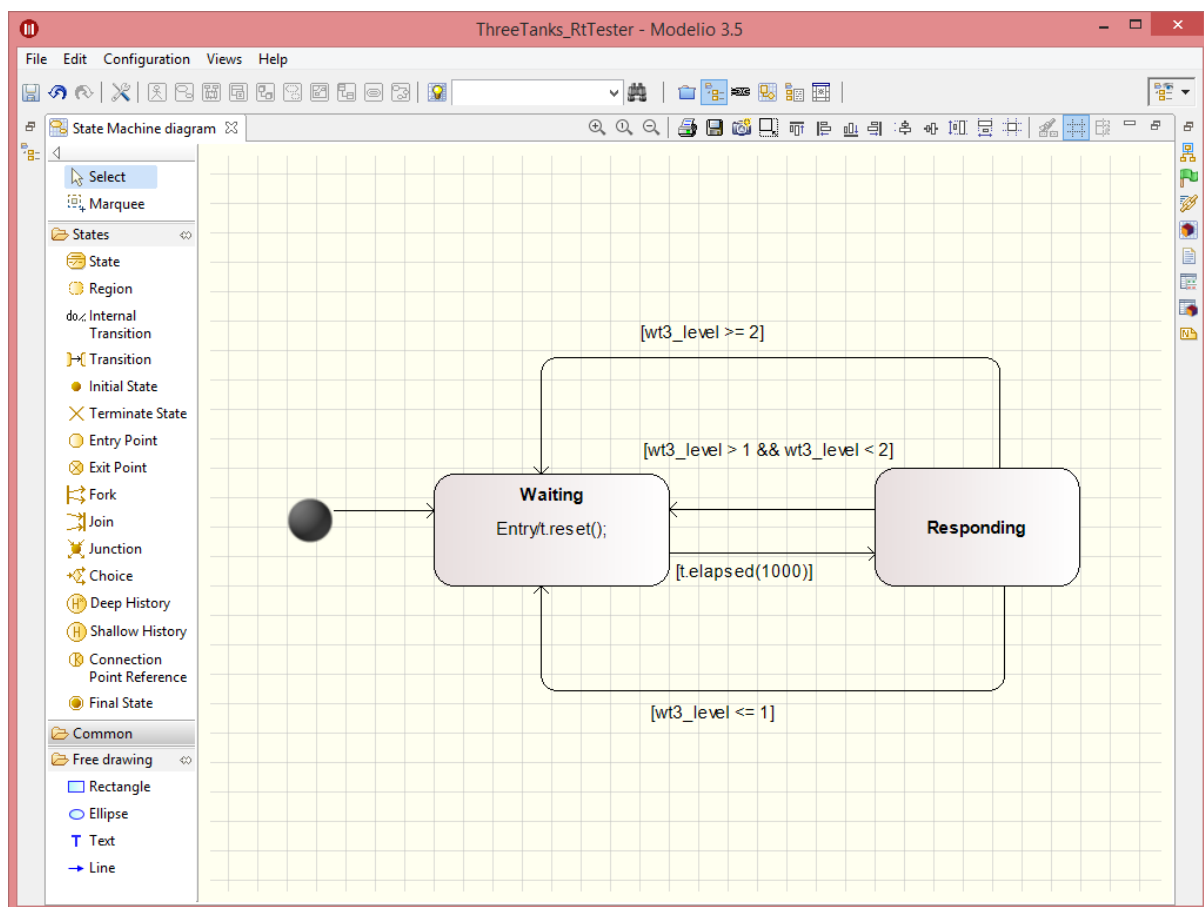 ThreeTanks_RtTester - Modelio 3.5
File Edit Configuration Views Help
State Machine diagram
Select
Marquee
States
State
Region
do../ Internal
Transition
Transition
Initial State
Terminate State
Entry Point
Exit Point
Fork
Join
Junction
Choice
Deep History
Shallow History
Connection
Point Reference
Final State
Common
Free drawing
Rectangle
Ellipse
T Text
Line
[wt3_level >= 2]
[wt3_level > 1 && wt3_level < 2]
Waiting
Entry/t.reset();
Responding
[t.elapsed(1000)]
[wt3_level <= 1]